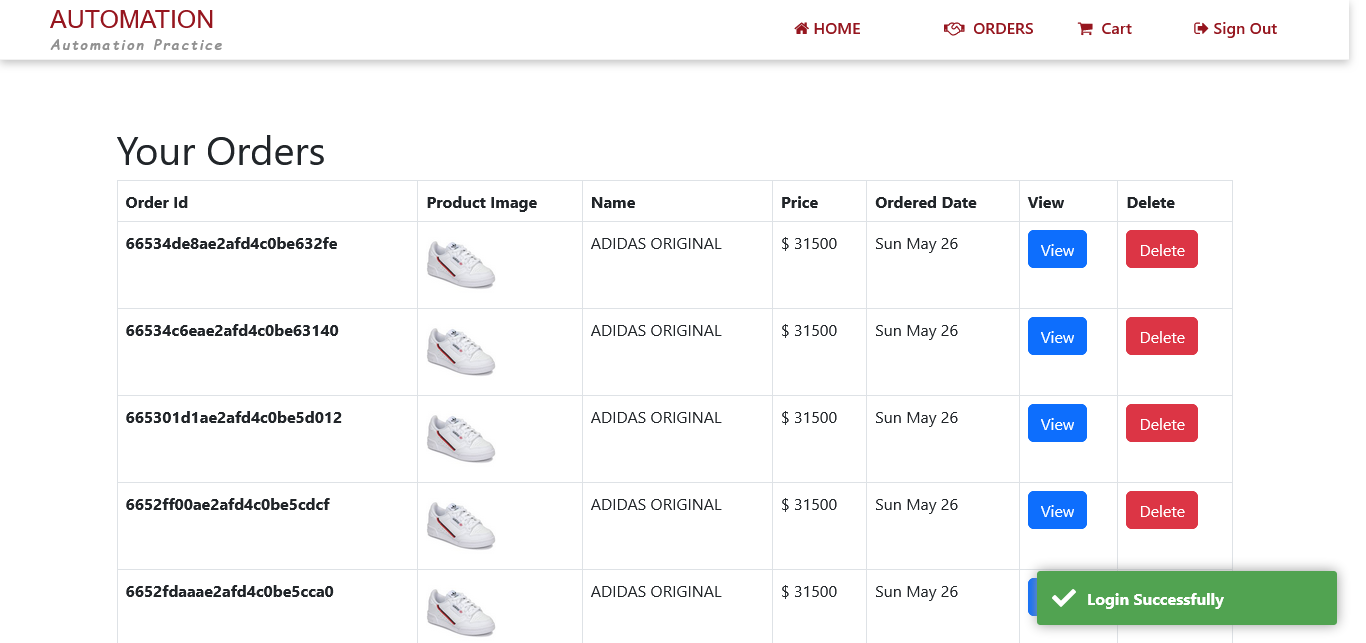 AUTOMATION
Automation Practice
HOME ORDERS Cart Sign Out
Your Orders
Order Id Product Image Name Price Ordered Date View Delete
66534de8ae2afd4c0be632fe ADIDAS ORIGINAL $ 31500 Sun May 26 View Delete
66534c6eae2afd4c0be63140 ADIDAS ORIGINAL $ 31500 Sun May 26 View Delete
665301d1ae2afd4c0be5d012 ADIDAS ORIGINAL $ 31500 Sun May 26 View Delete
6652ff00ae2afd4c0be5cdcf ADIDAS ORIGINAL $ 31500 Sun May 26 View Delete
6652fdaaae2afd4c0be5cca0 ADIDAS ORIGINAL $ 31500 Sun May 26
Login Successfully